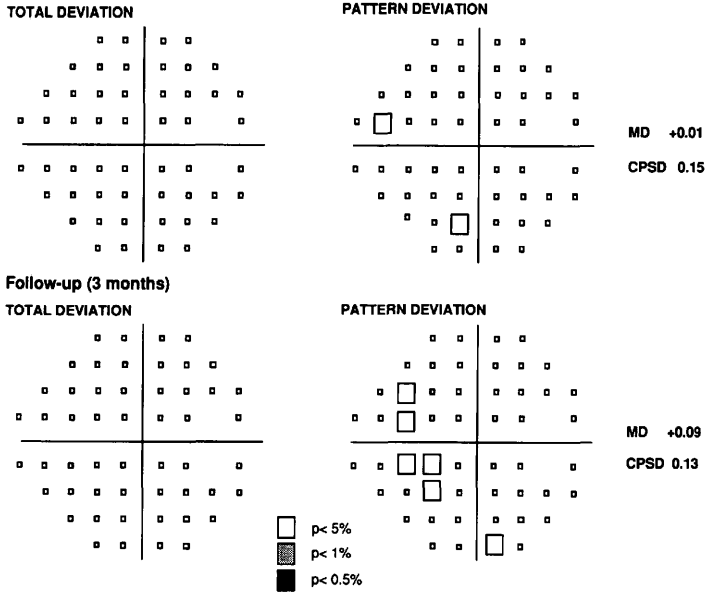 TOTAL DEVIATION
PATTERN DEVIATION
MD +0.01
CPSD 0.15
Follow-up (3 months)
TOTAL DEVIATION
PATTERN DEVIATION
MD +0.09
CPSD 0.13
p< 5%
p< 1%
p< 0.5%